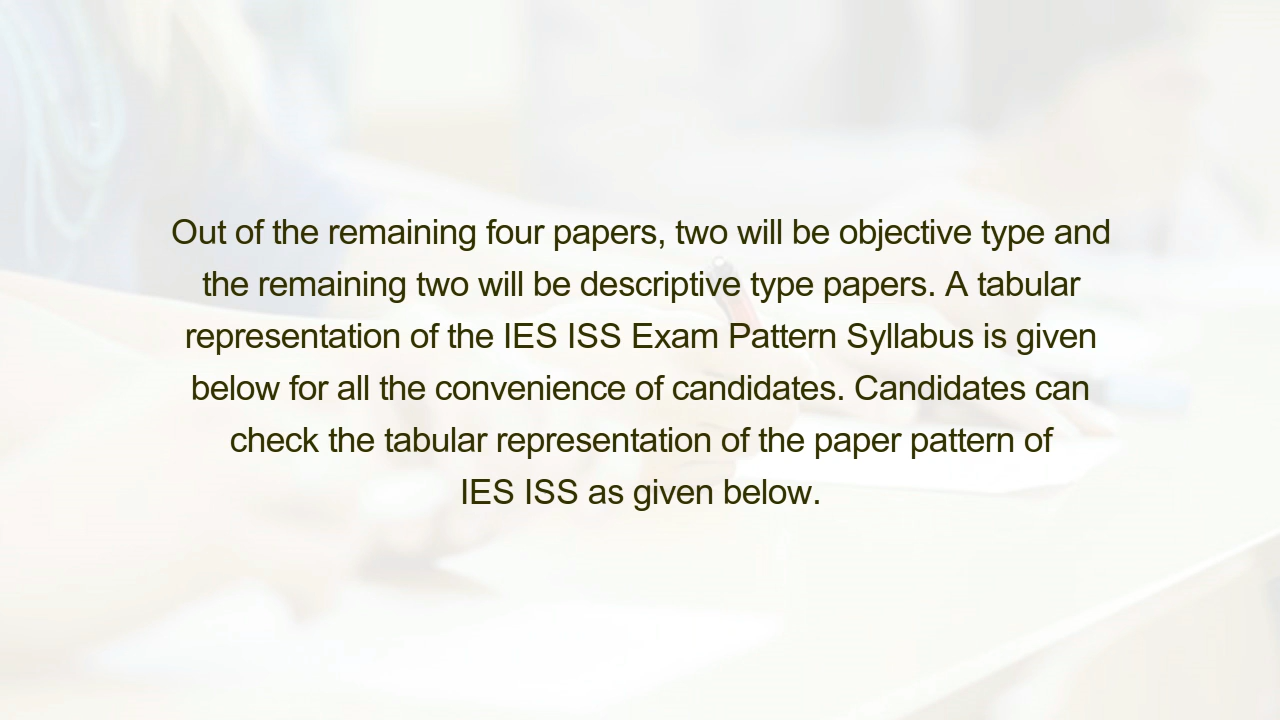 Out of the remaining four papers, two will be objective type and
the remaining two will be descriptive type papers. A tabular
representation of the IES ISS Exam Pattern Syllabus is given
below for all the convenience of candidates. Candidates can
check the tabular representation of the paper pattern of
IES ISS as given below.